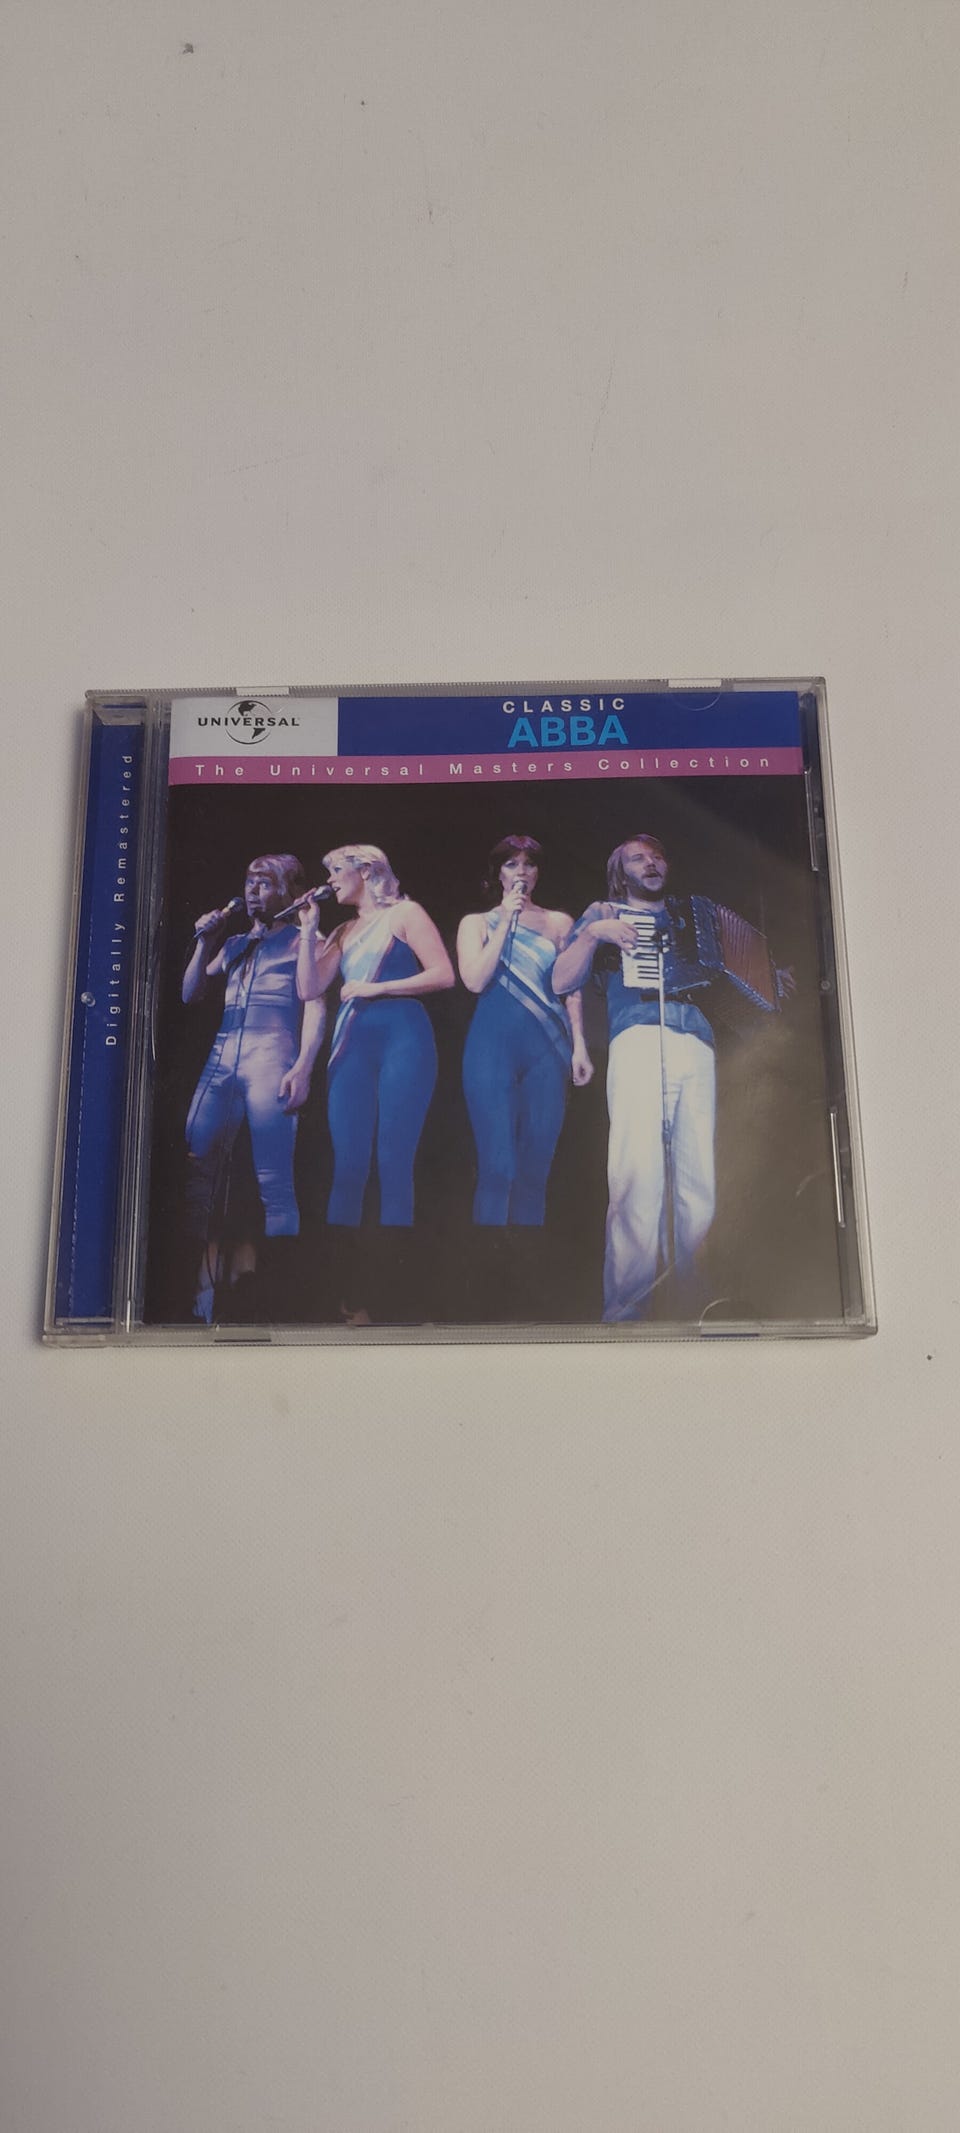 UNIVERSAL
CLASSIC
ABBA
The Universal Masters Collection
Digitally Remastered